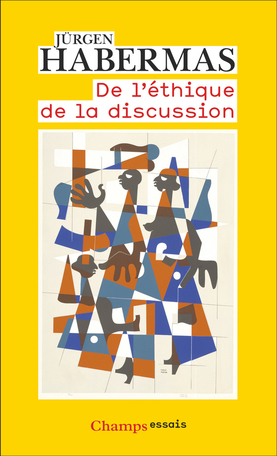 JÜRGEN
HABERMAS
De l'éthique
de la discussion
Champs essais